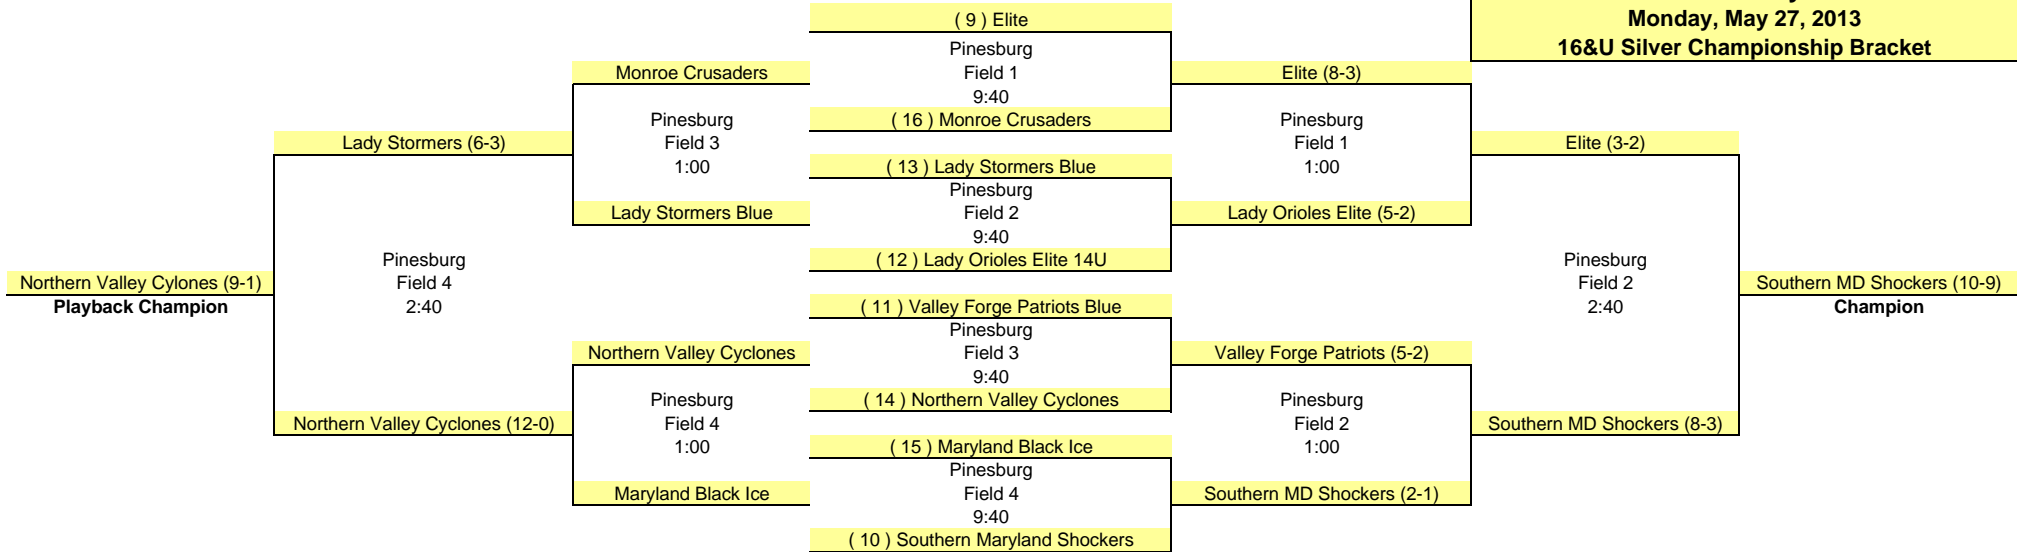 ( 9 ) Elite
Monday, May 27, 2013
16&U Silver Championship Bracket
Pinesburg
Field 1
9:40
Monroe Crusaders
Elite (8-3)
( 16 ) Monroe Crusaders
Pinesburg
Field 3
1:00
Pinesburg
Field 1
1:00
Lady Stormers (6-3)
Elite (3-2)
( 13 ) Lady Stormers Blue
Pinesburg
Field 2
9:40
Lady Stormers Blue
Lady Orioles Elite (5-2)
( 12 ) Lady Orioles Elite 14U
Pinesburg
Field 4
2:40
Pinesburg
Field 2
2:40
Northern Valley Cylones (9-1)
Playback Champion
Southern MD Shockers (10-9)
Champion
( 11 ) Valley Forge Patriots Blue
Pinesburg
Field 3
9:40
Northern Valley Cyclones
Valley Forge Patriots (5-2)
( 14 ) Northern Valley Cyclones
Pinesburg
Field 4
1:00
Pinesburg
Field 2
1:00
Northern Valley Cyclones (12-0)
Southern MD Shockers (8-3)
( 15 ) Maryland Black Ice
Pinesburg
Field 4
9:40
Maryland Black Ice
Southern MD Shockers (2-1)
( 10 ) Southern Maryland Shockers